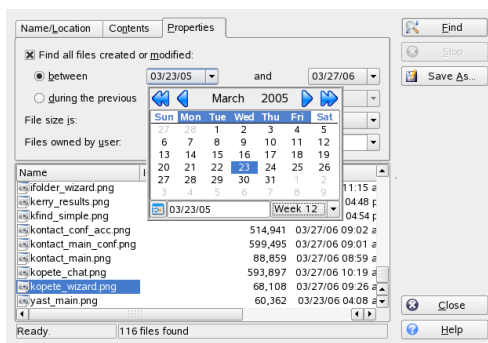 Name/Location Contents Properties
Find all files created or modified:
between 03/23/05 and 03/27/06
during the previous
File size is:
Files owned by user:
March 2005
Sun Mon Tue Wed Thu Fri Sat
27 28 1 2 3 4 5
6 7 8 9 10 11 12
13 14 15 16 17 18 19
20 21 22 23 24 25 26
27 28 29 30 31 1 2
3 4 5 6 7 8 9
03/23/05 Week 12
Name
ifolder_wizard.png 11:15 a
kerry_results.png 04:48 p
kfind_simple.png 04:54 p
kontact_conf_acc.png 514,941 03/27/06 09:02 a
kontact_main_conf.png 599,495 03/27/06 09:01 a
kontact_main.png 88,859 03/27/06 08:59 a
kopete_chat.png 593,897 03/27/06 10:19 a
kopete_wizard.png 68,108 03/27/06 09:26 a
yast_main.png 60,362 03/23/06 04:08 a
Ready. 116 files found
Find
Stop
Save As...
Close
Help